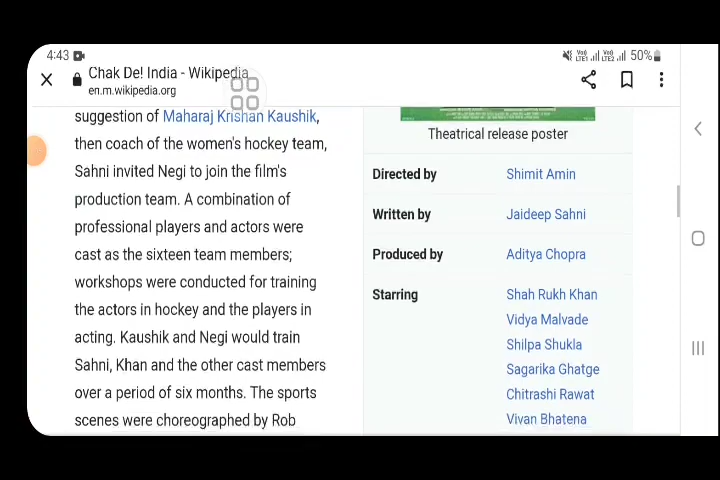 4:43
Vo) LTE1 Vo) LTE2 50%
Chak De! India - Wikipedia
en.m.wikipedia.org
suggestion of Maharaj Krishan Kaushik,
then coach of the women's hockey team,
Sahni invited Negi to join the film's
production team. A combination of
professional players and actors were
cast as the sixteen team members;
workshops were conducted for training
the actors in hockey and the players in
acting. Kaushik and Negi would train
Sahni, Khan and the other cast members
over a period of six months. The sports
scenes were choreographed by Rob
Theatrical release poster
Directed by Shimit Amin
Written by Jaideep Sahni
Produced by Aditya Chopra
Starring Shah Rukh Khan
Vidya Malvade
Shilpa Shukla
Sagarika Ghatge
Chitrashi Rawat
Vivan Bhatena